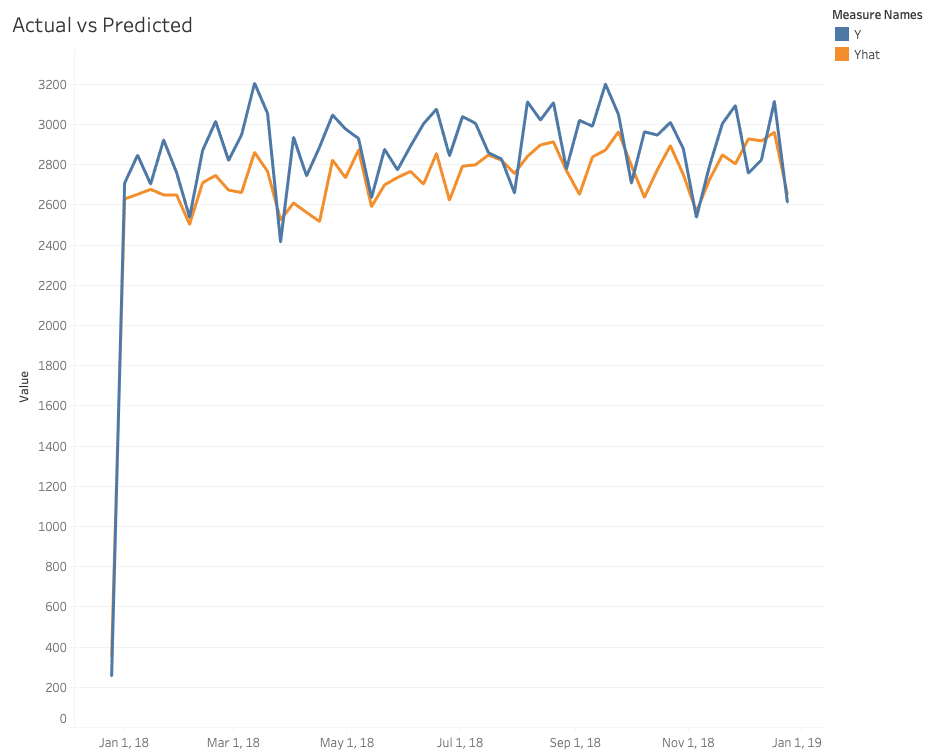 Actual vs Predicted
Measure Names
Y
Yhat
3200
3000
2800
2600
2400
2200
2000
1800
1600
1400
1200
1000
800
600
400
200
0
Value
Jan 1, 18
Mar 1, 18
May 1, 18
Jul 1, 18
Sep 1, 18
Nov 1, 18
Jan 1, 19